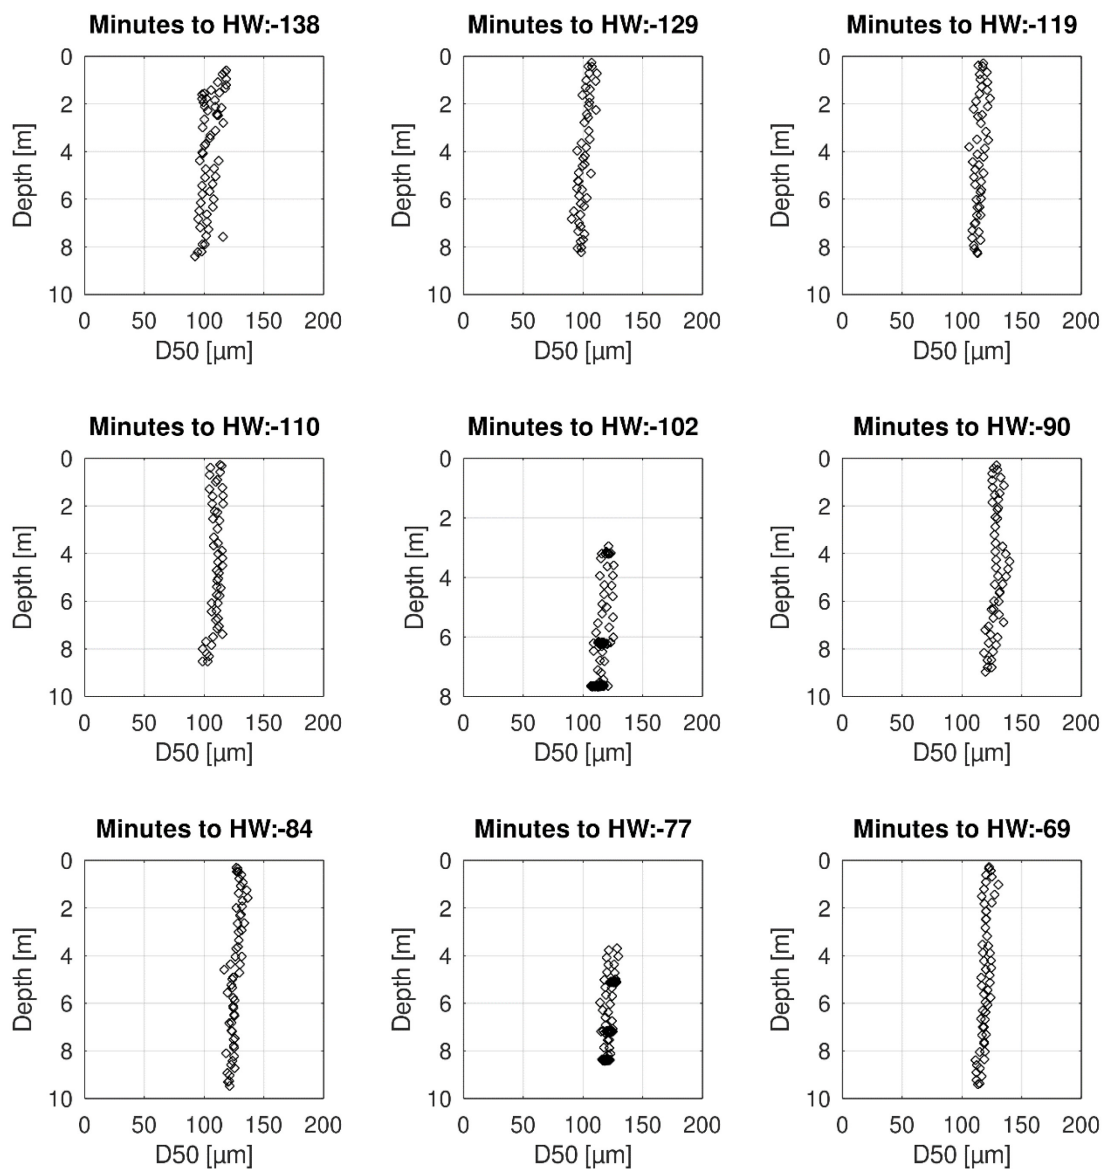 Minutes to HW:-138
Minutes to HW:-129
Minutes to HW:-119
0
2
4
6
8
10
Depth [m]
0 50 100 150 200
D50 [µm]
0
2
4
6
8
10
Depth [m]
0 50 100 150 200
D50 [µm]
0
2
4
6
8
10
Depth [m]
0 50 100 150 200
D50 [µm]
Minutes to HW:-110
Minutes to HW:-102
Minutes to HW:-90
0
2
4
6
8
10
Depth [m]
0 50 100 150 200
D50 [µm]
0
2
4
6
8
Depth [m]
0 50 100 150 200
D50 [µm]
0
2
4
6
8
10
Depth [m]
0 50 100 150 200
D50 [µm]
Minutes to HW:-84
Minutes to HW:-77
Minutes to HW:-69
0
2
4
6
8
10
Depth [m]
0 50 100 150 200
D50 [µm]
0
2
4
6
8
10
Depth [m]
0 50 100 150 200
D50 [µm]
0
2
4
6
8
10
Depth [m]
0 50 100 150 200
D50 [µm]